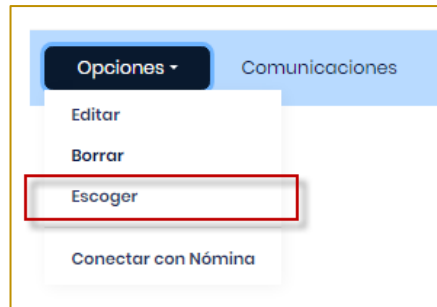 Opciones Comunicaciones
Editar
Borrar
Escoger
Conectar con Nómina